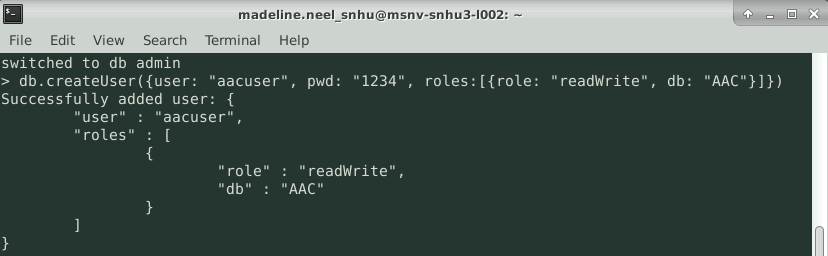 madeline.neel_snhu@msnv-snhu3-l002: ~
File Edit View Search Terminal Help
switched to db admin
> db.createUser({user: "aacuser", pwd: "1234", roles:[{role: "readWrite", db: "AAC"}]})
Successfully added user: {
        "user" : "aacuser",
        "roles" : [
                {
                        "role" : "readWrite",
                        "db" : "AAC"
                }
        ]
}